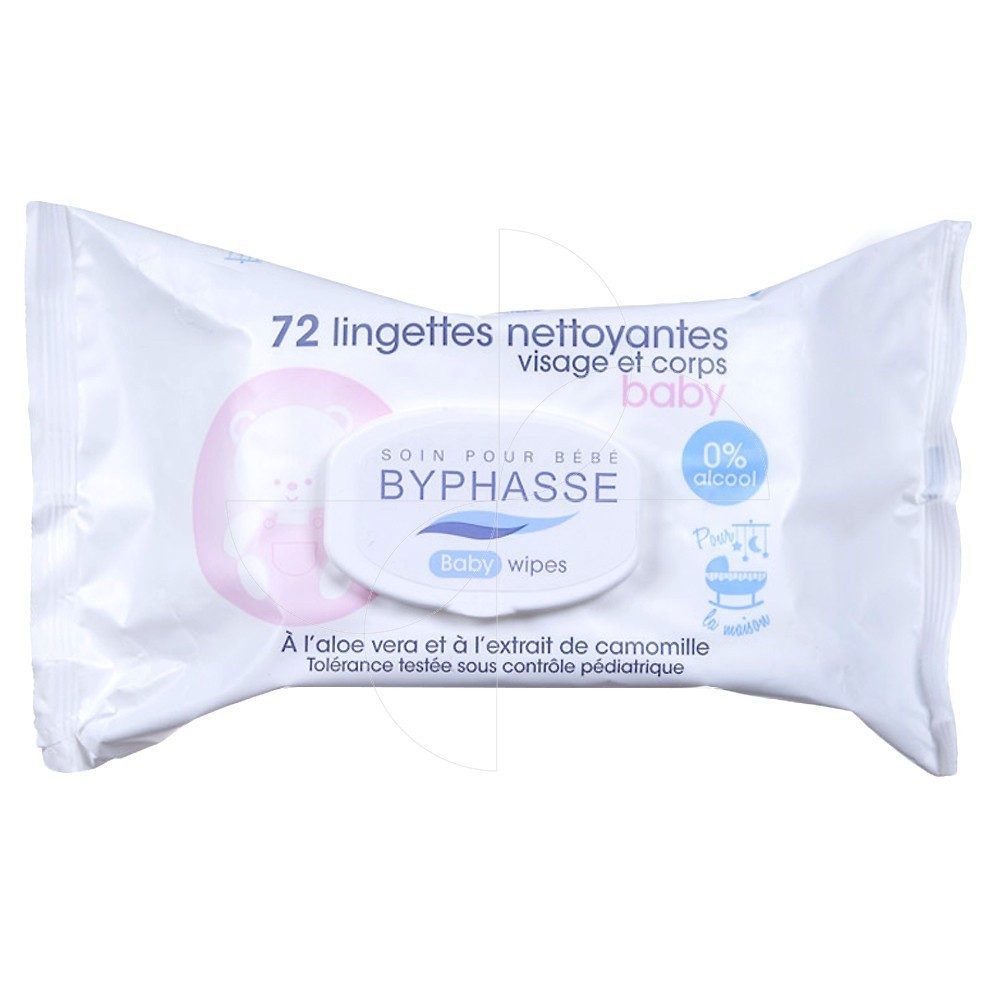 72 lingettes nettoyantes
visage et corps
baby
SOIN POUR BÉBÉ
BYPHASSE
Baby wipes
0%
alcool
Pour
la maison
À l'aloe vera et à l'extrait de camomille
Tolérance testée sous contrôle pédiatrique